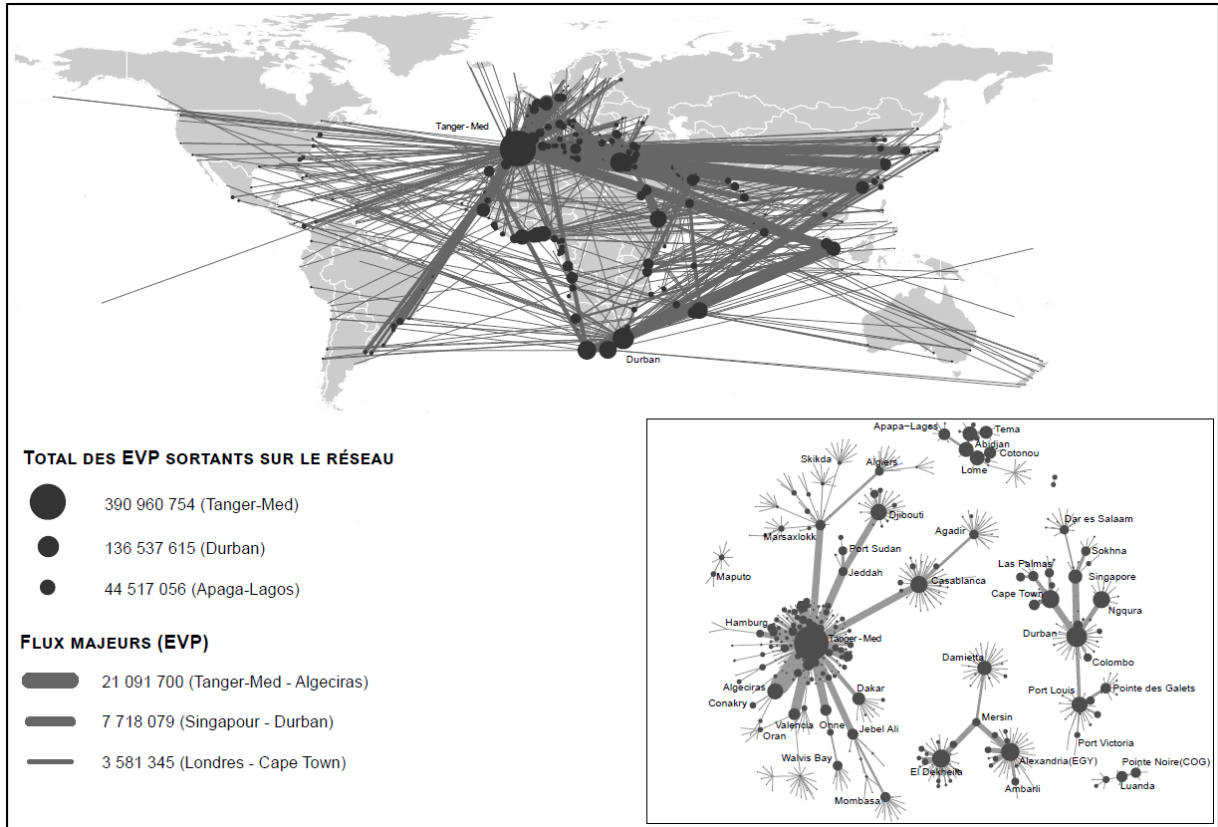 Tanger-Med
Durban
TOTAL DES EVP SORTANTS SUR LE RÉSEAU
390 960 754 (Tanger-Med)
136 537 615 (Durban)
44 517 056 (Apaga-Lagos)
FLUX MAJEURS (EVP)
21 091 700 (Tanger-Med - Algeciras)
7 718 079 (Singapour - Durban)
3 581 345 (Londres - Cape Town)
Apapa-Lagos
Tema
Abidjan
Cotonou
Lome
Skikda
Algiers
Marsaxlokk
Djibouti
Agadir
Dar es Salaam
Port Sudan
Sokhna
Maputo
Jeddah
Casablanca
Las Palmas
Singapore
Cape Town
Ngqura
Hamburg
Tanger-Med
Durban
Damietta
Colombo
Algeciras
Dakar
Port Louis
Pointe des Galets
Conakry
Valencia
Onne
Mersin
Oran
Jebel Ali
Port Victoria
Walvis Bay
El Dekheila
Alexandria(EGY)
Pointe Noire(COG)
Luanda
Ambarli
Mombasa